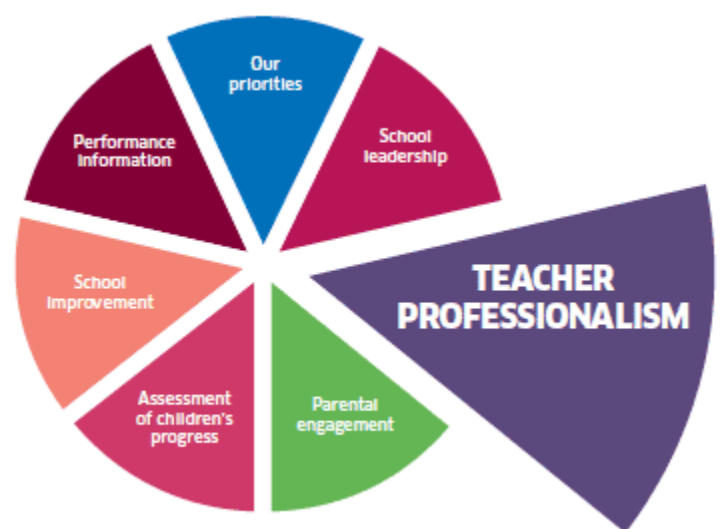 Our
priorities
School
leadership
TEACHER
PROFESSIONALISM
Parental
engagement
Assessment
of children's
progress
School
improvement
Performance
information